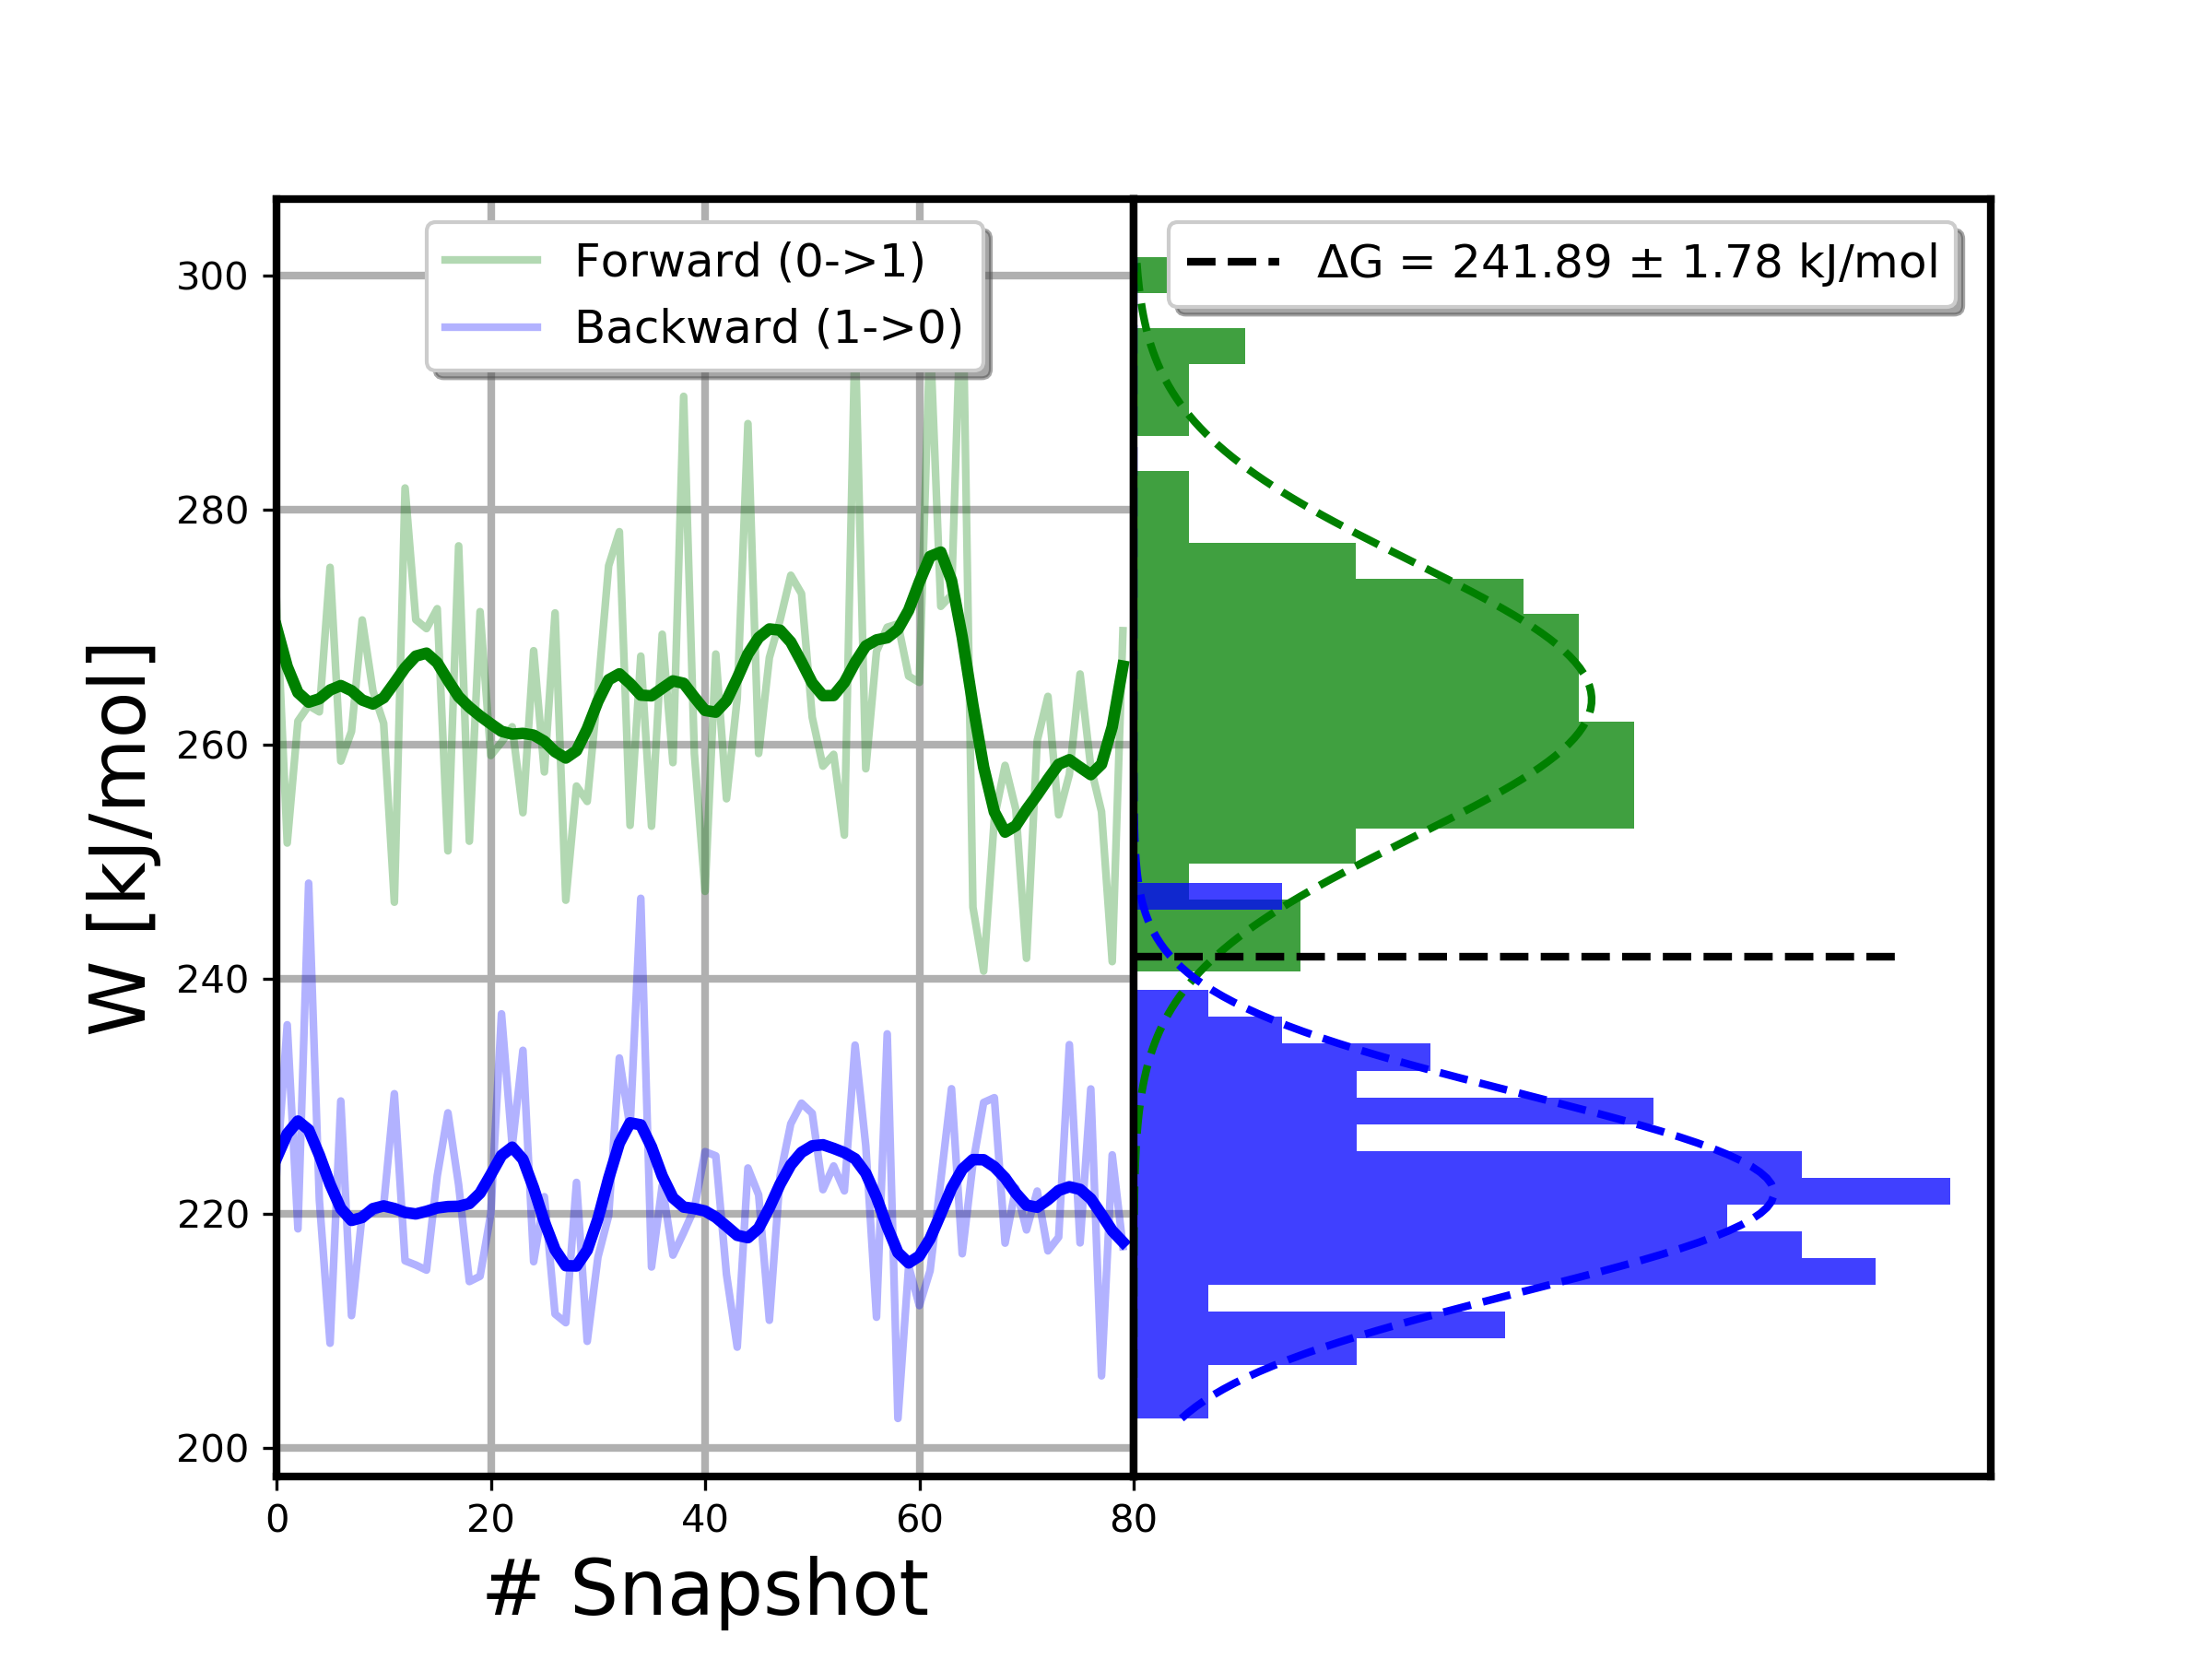 Forward (0->1)
Backward (1->0)
ΔG = 241.89 ± 1.78 kJ/mol
W [kJ/mol]
300
280
260
240
220
200
0
20
40
60
80
# Snapshot